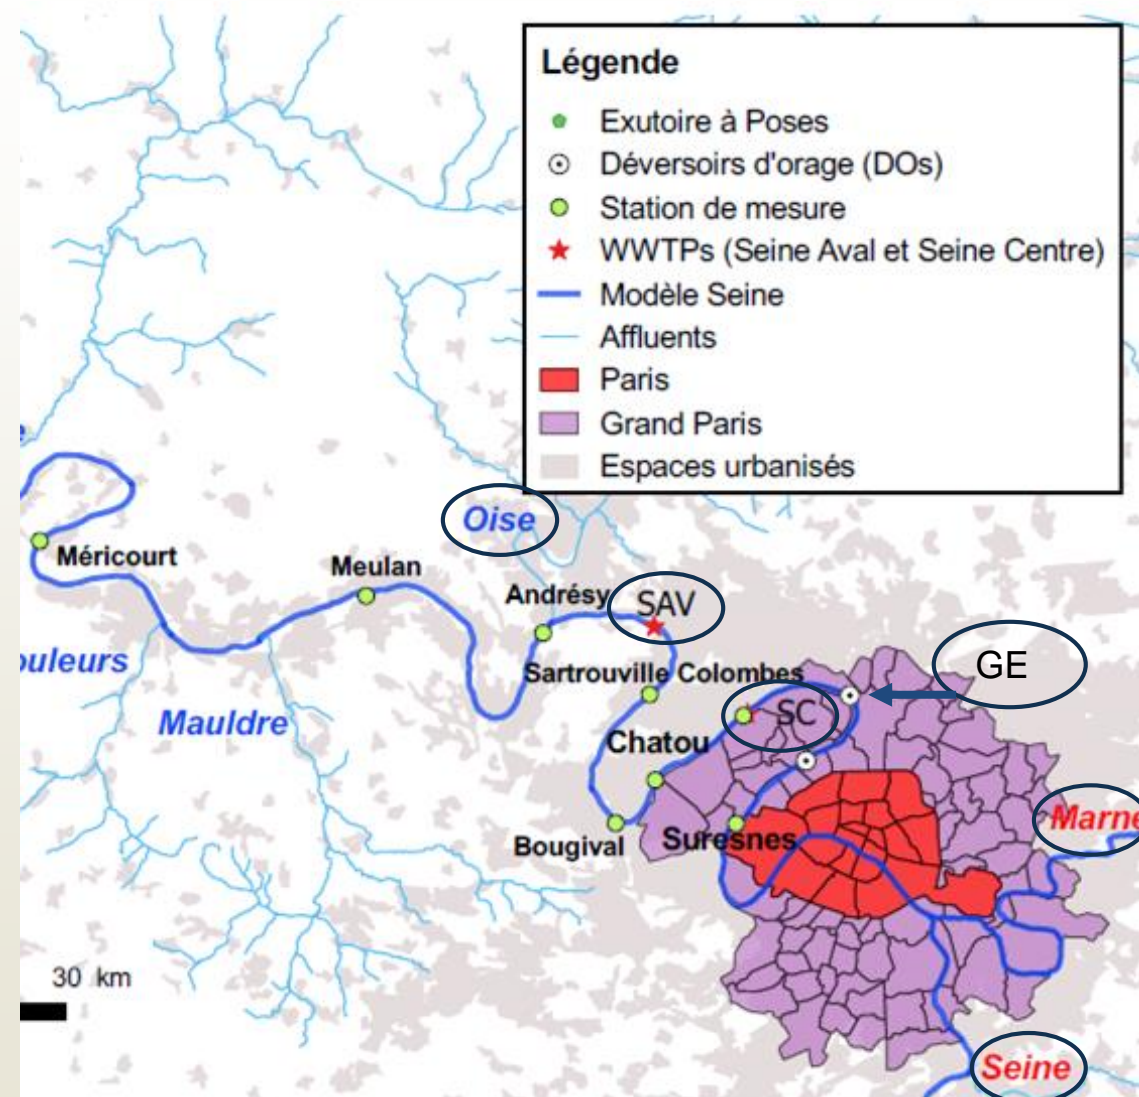 Légende
Exutoire à Poses
Déversoirs d'orage (DOs)
Station de mesure
WWTPs (Seine Aval et Seine Centre)
Modèle Seine
Affluents
Paris
Grand Paris
Espaces urbanisés
Oise
Méricourt
Meulan
Andrésy
SAV
ouleurs
Sartrouville Colombes
GE
Mauldre
SC
Chatou
Marne
Bougival
Suresnes
30 km
Seine